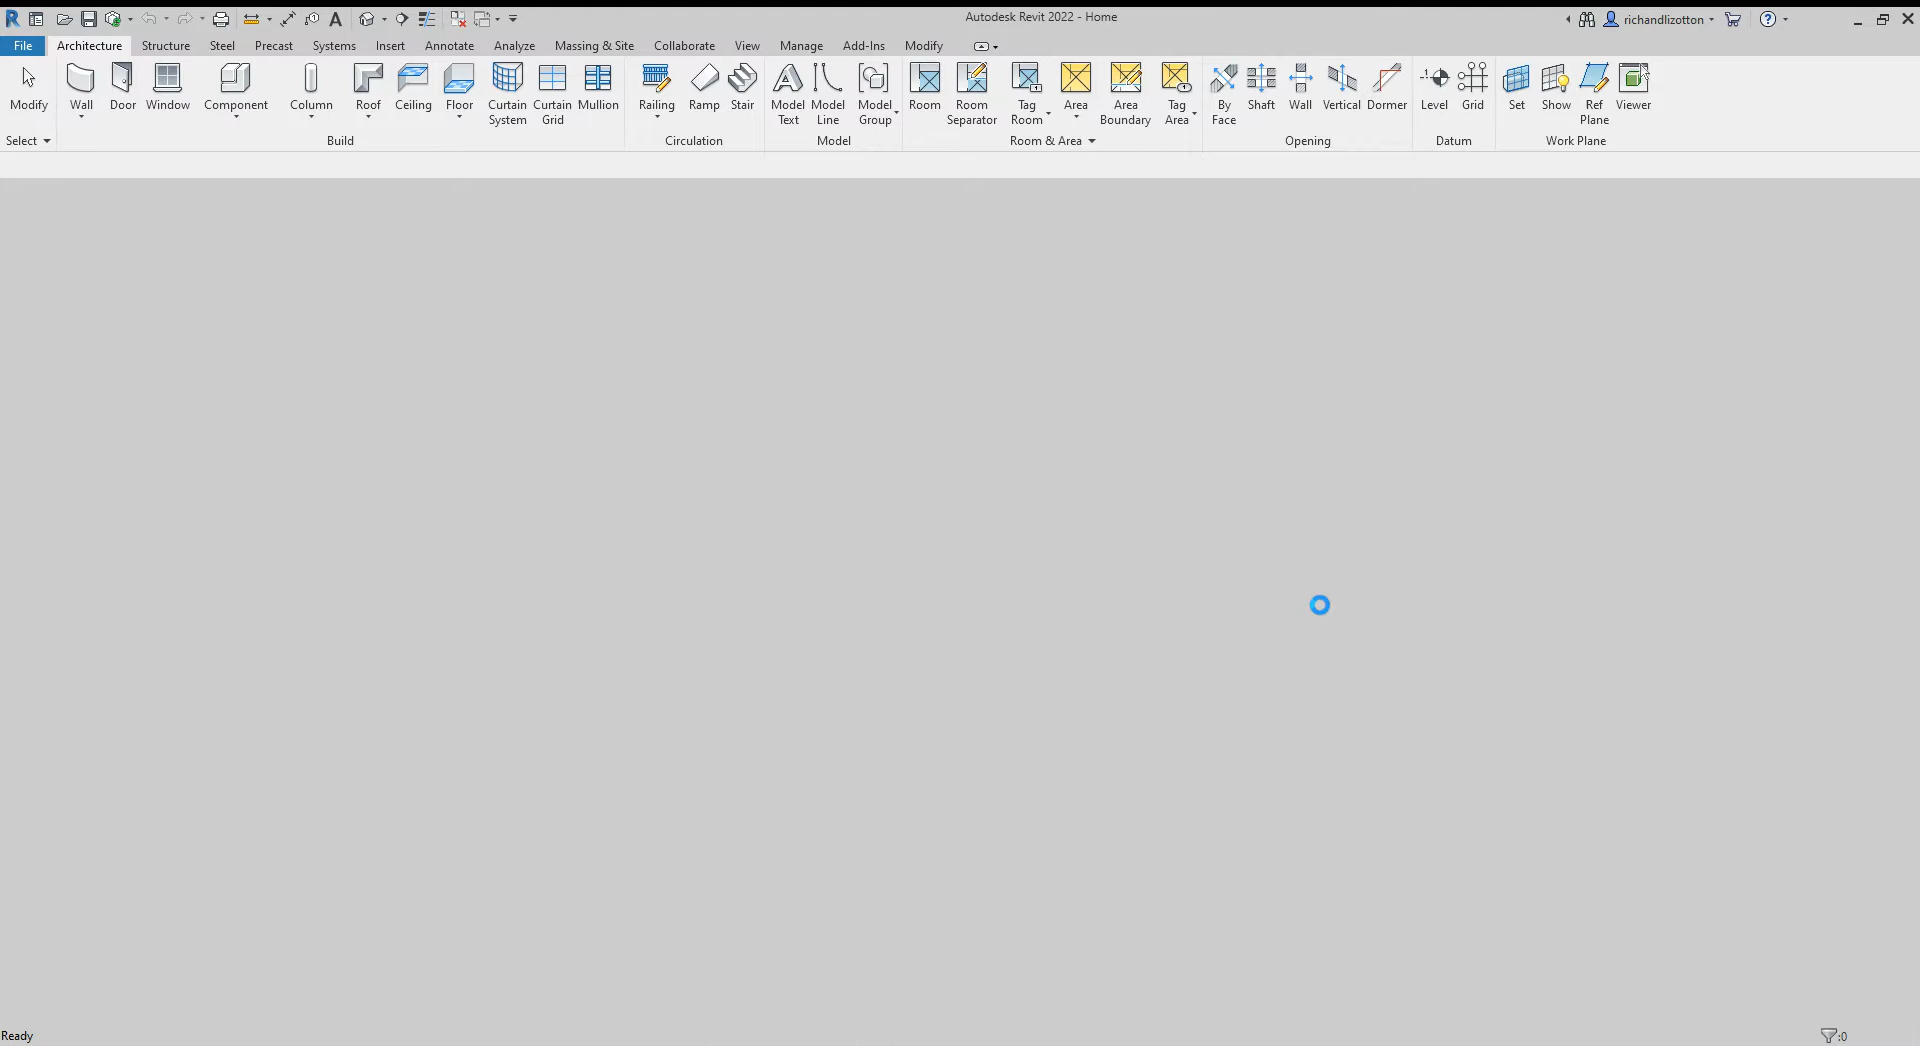 Autodesk Revit 2022 - Home
richandlizotton
File Architecture Structure Steel Precast Systems Insert Annotate Analyze Massing & Site Collaborate View Manage Add-Ins Modify
Modify Wall Door Window Component Column Roof Ceiling Floor Curtain System Curtain Grid Mullion Railing Ramp Stair Model Text Model Line Model Group Room Room Separator Tag Room Area Area Boundary Tag Area By Face Shaft Wall Vertical Dormer Level Grid Set Show Ref Plane Viewer
Select Build Circulation Model Room & Area Opening Datum Work Plane
Ready
:0